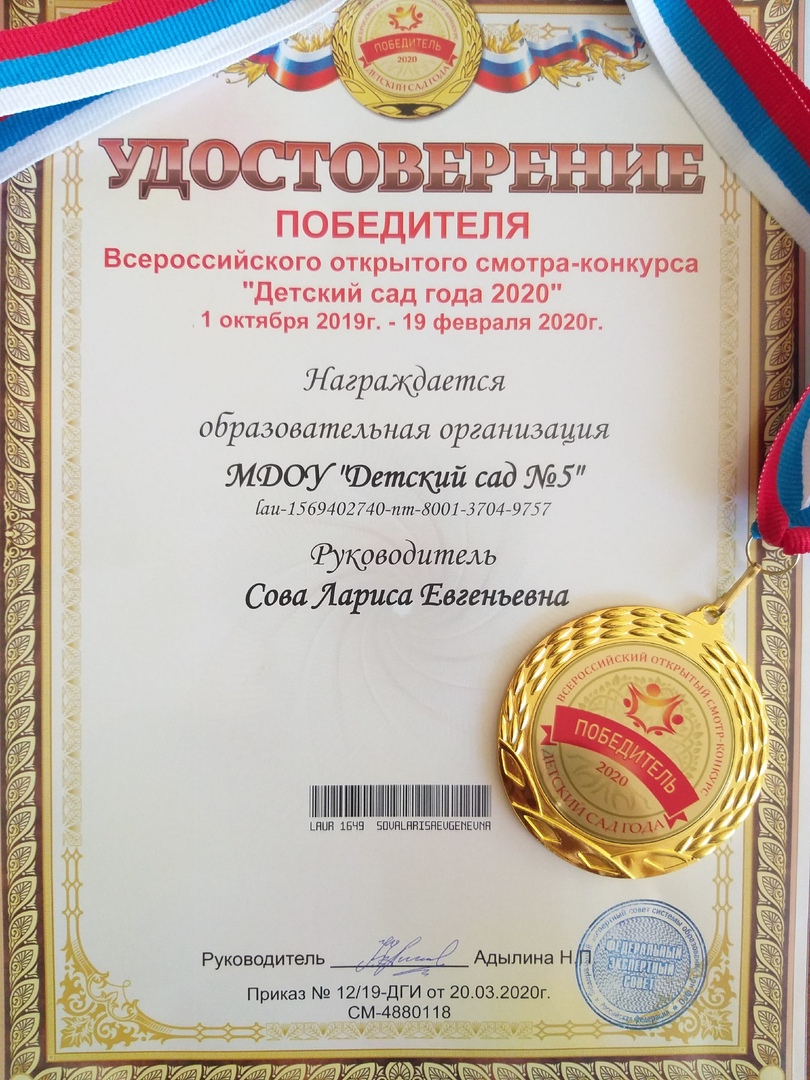 ПОБЕДИТЕЛЬ
2020
ДЕТСКИЙ САД ГОДА
УДОСТОВЕРЕНИЕ
ПОБЕДИТЕЛЯ
Всероссийского открытого смотра-конкурса
"Детский сад года 2020"
1 октября 2019г. - 19 февраля 2020г.
Награждается
образовательная организация
МДОУ "Детский сад №5"
lau-1569402740-nm-8001-3704-9757
Руководитель
Сова Лариса Евгеньевна
ВСЕРОССИЙСКИЙ ОТКРЫТЫЙ СМОТР-КОНКУРС
ПОБЕДИТЕЛЬ
2020
ДЕТСКИЙ САД ГОДА
LAUR 1649 SOVALARISAEVGENEVNA
Руководитель Адылина Н.П.
Приказ № 12/19-ДГИ от 20.03.2020г.
СМ-4880118
ФЕДЕРАЛЬНЫЙ
ЭКСПЕРТНЫЙ
СОВЕТ